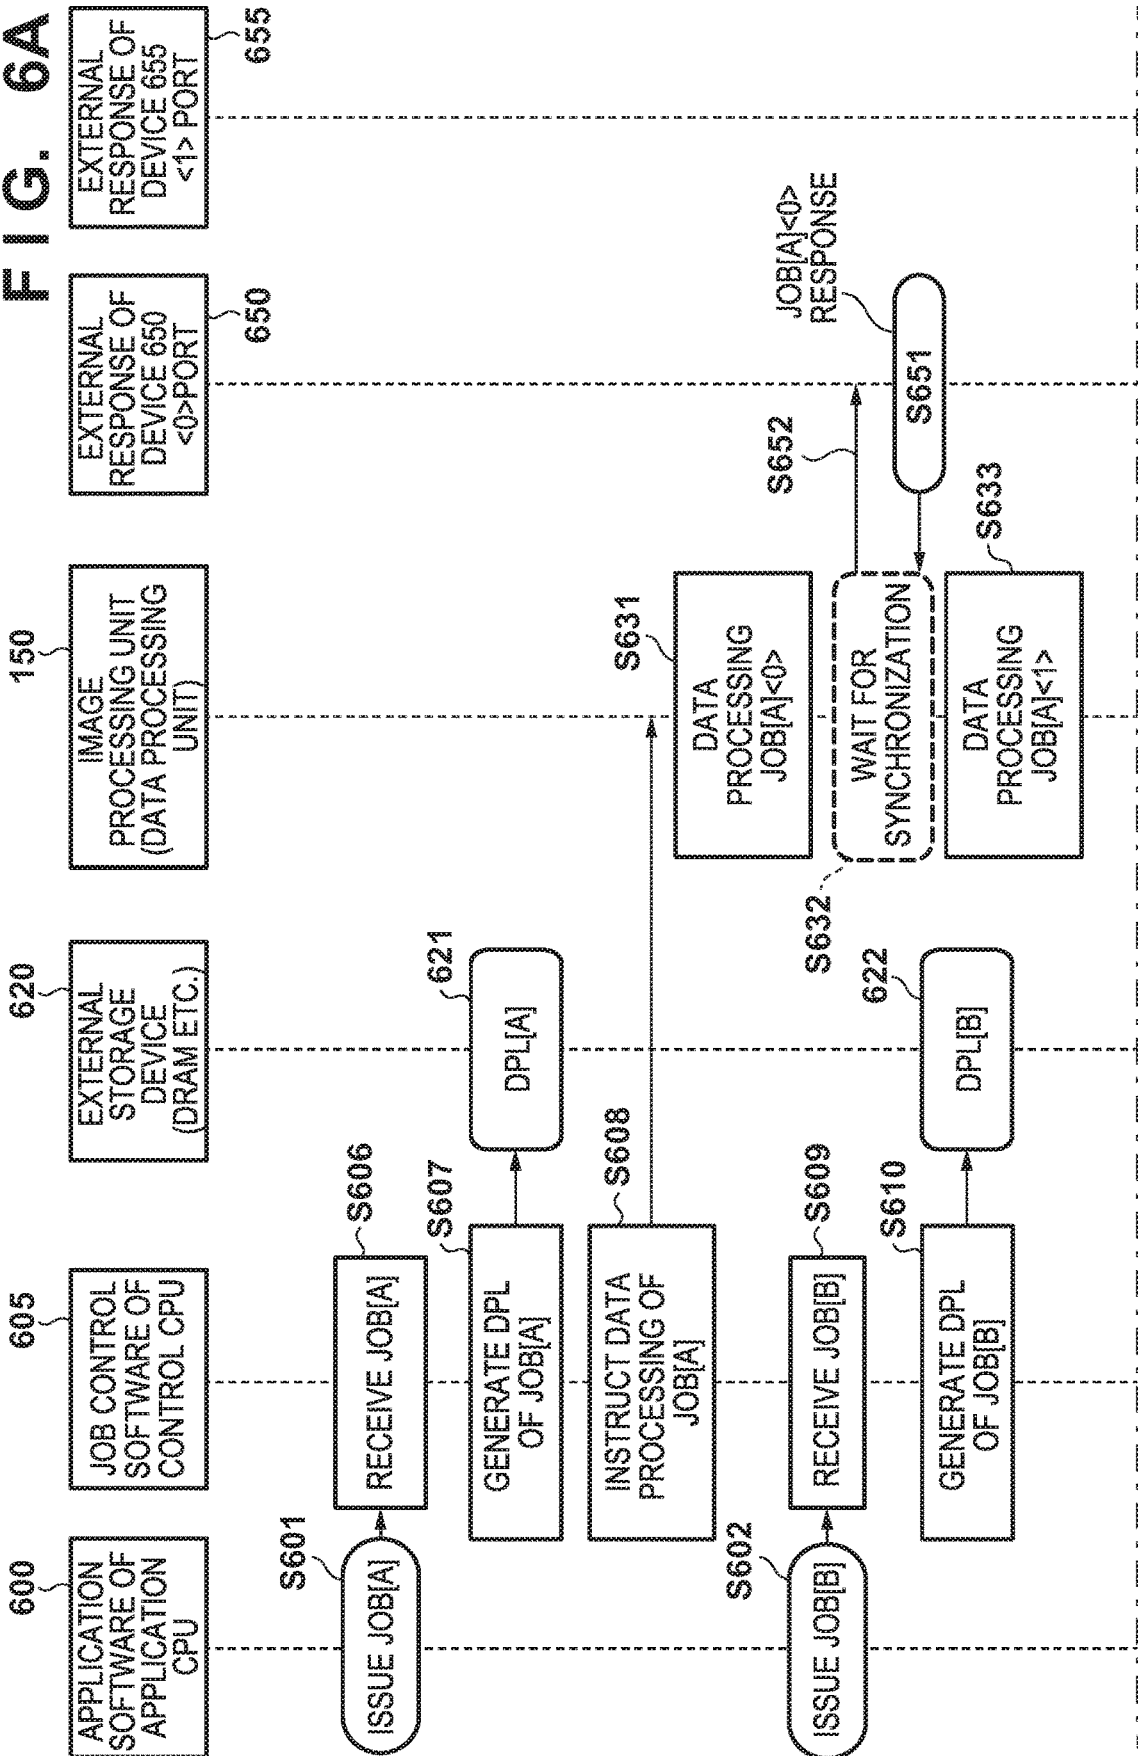 FIG. 6A
600
APPLICATION
SOFTWARE OF
APPLICATION
CPU
605
JOB CONTROL
SOFTWARE OF
CONTROL CPU
620
EXTERNAL
STORAGE
DEVICE
(DRAM ETC.)
150
IMAGE
PROCESSING UNIT
(DATA PROCESSING
UNIT)
EXTERNAL
RESPONSE OF
DEVICE 650
<0>PORT
650
EXTERNAL
RESPONSE OF
DEVICE 655
<1> PORT
655
S601
ISSUE JOB[A]
S606
RECEIVE JOB[A]
S607
GENERATE DPL
OF JOB[A]
621
DPL[A]
S608
INSTRUCT DATA
PROCESSING OF
JOB[A]
S631
DATA
PROCESSING
JOB[A]<0>
S602
ISSUE JOB[B]
S609
RECEIVE JOB[B]
S632
WAIT FOR
SYNCHRONIZATION
S652
JOB[A]<0>
RESPONSE
S651
S610
GENERATE DPL
OF JOB[B]
622
DPL[B]
S633
DATA
PROCESSING
JOB[A]<1>